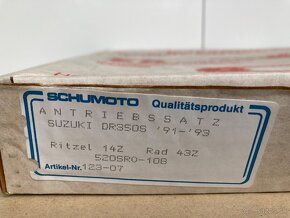 SCHUMOTO Qualitätsprodukt
ANTRIEBSSATZ
SUZUKI DR350S '91-'93
Ritzel 14Z Rad 43Z
520SRO-108
Artikel-Nr. 123-07